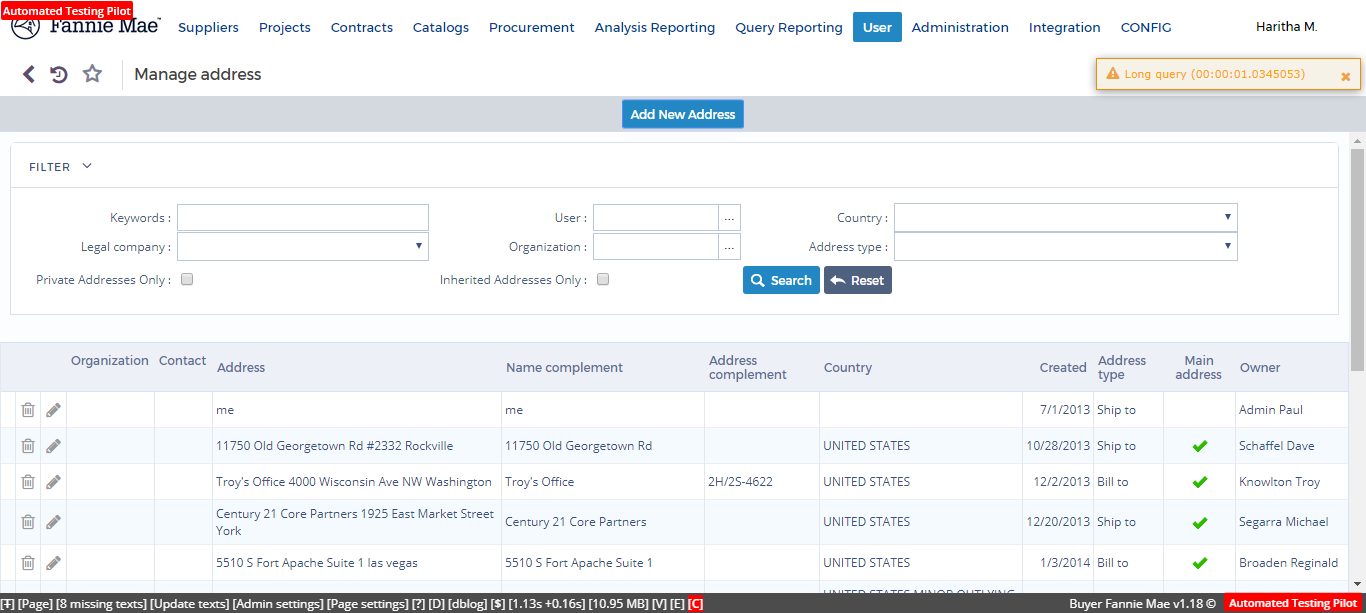 Automated Testing Pilot
Fannie Mae™ Suppliers Projects Contracts Catalogs Procurement Analysis Reporting Query Reporting User Administration Integration CONFIG Haritha M.
Manage address
Long query (00:00:01.0345053)
Add New Address
FILTER
Keywords : User : ... Country :
Legal company : Organization : ... Address type :
Private Addresses Only : Inherited Addresses Only : Search Reset
Organization Contact Address Name complement Address complement Country Created Address type Main address Owner
me me 7/1/2013 Ship to Admin Paul
11750 Old Georgetown Rd #2332 Rockville 11750 Old Georgetown Rd UNITED STATES 10/28/2013 Ship to Schaffel Dave
Troy's Office 4000 Wisconsin Ave NW Washington Troy's Office 2H/2S-4622 UNITED STATES 12/2/2013 Bill to Knowlton Troy
Century 21 Core Partners 1925 East Market Street York Century 21 Core Partners UNITED STATES 12/20/2013 Ship to Segarra Michael
5510 S Fort Apache Suite 1 las vegas 5510 S Fort Apache Suite 1 UNITED STATES 1/3/2014 Bill to Broaden Reginald
UNITED STATES MINOR OUTLYING
[Page] [8 missing texts] [Update texts] [Admin settings] [Page settings] [?] [D] [dblog] [$] [1.13s +0.16s] [10.95 MB] [V] [E] [C] Buyer Fannie Mae v1.18 © Automated Testing Pilot